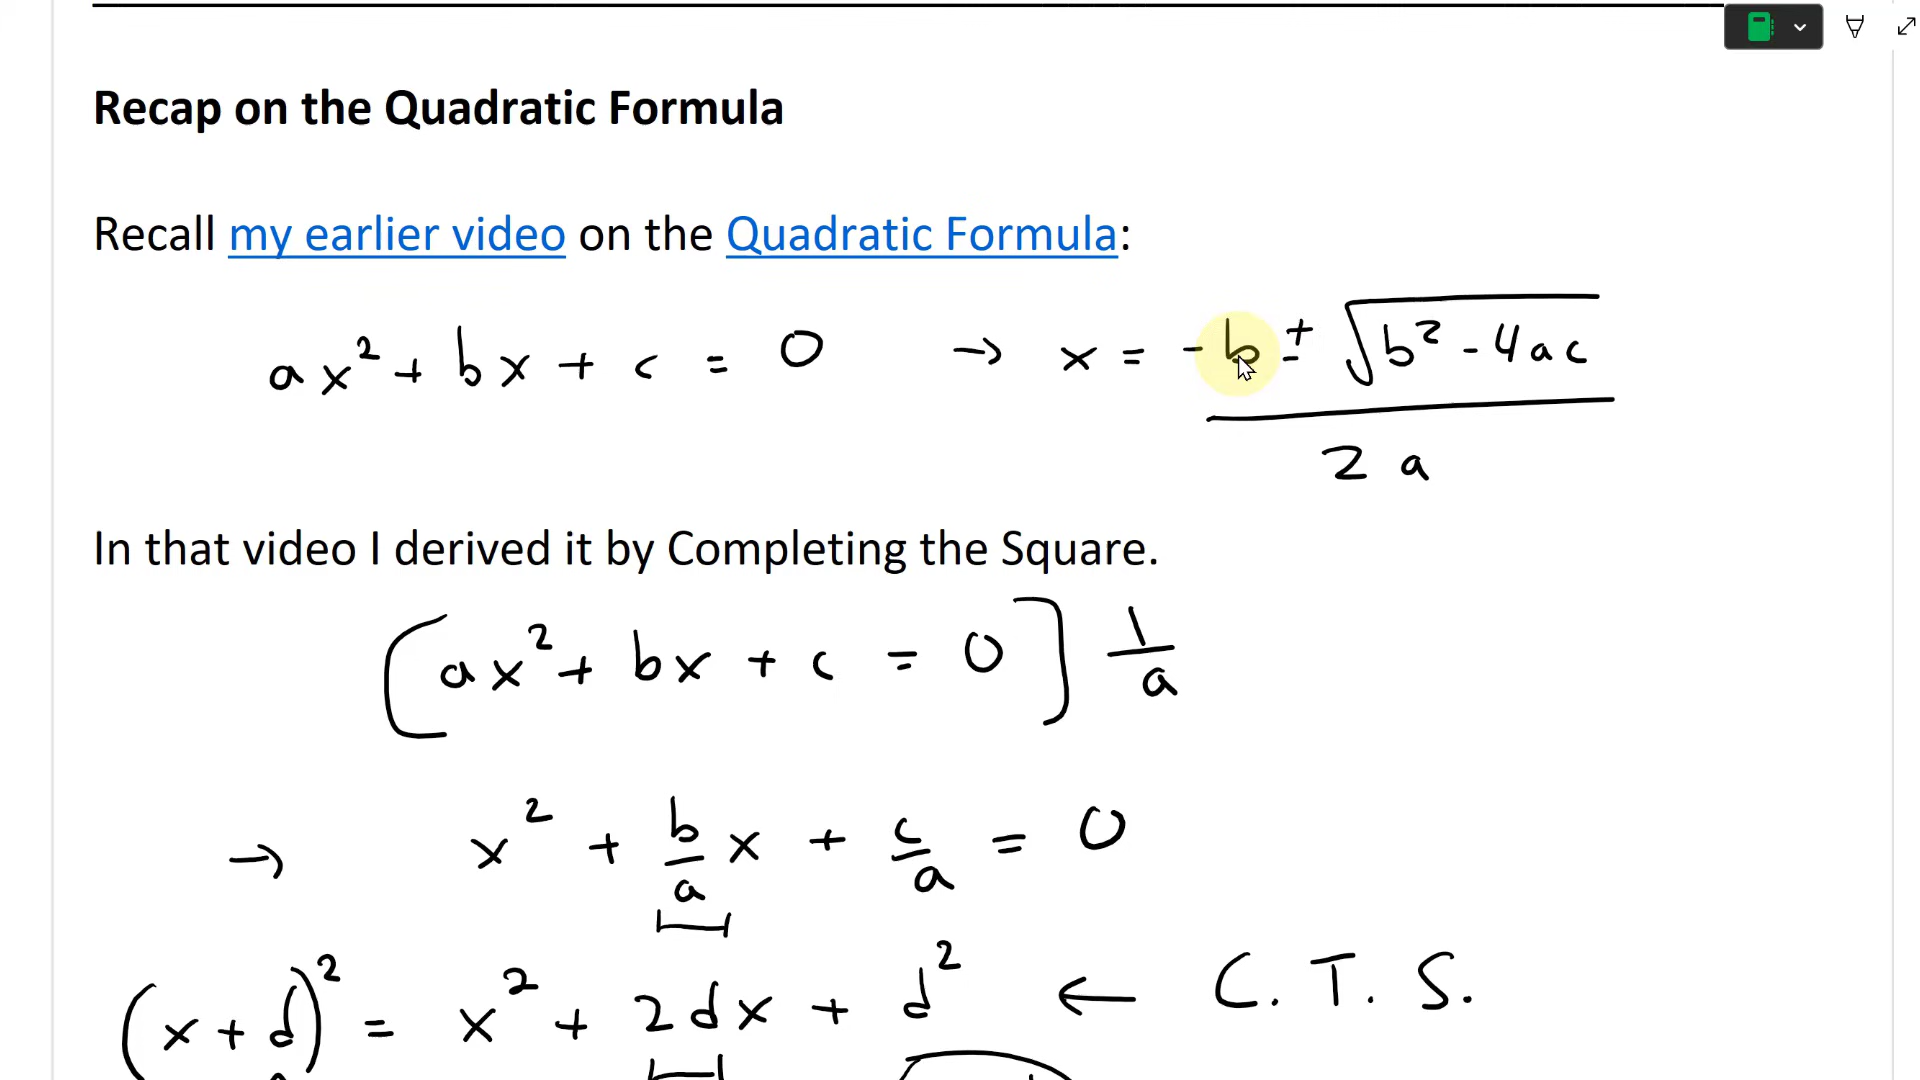 Recap on the Quadratic Formula
Recall my earlier video on the Quadratic Formula:
ax² + bx + c = 0 → x = -b ± √(b² - 4ac) / 2a
In that video I derived it by Completing the Square.
[ax² + bx + c = 0] 1/a
→ x² + b/a x + c/a = 0
(x + d)² = x² + 2dx + d² ← C. T. S.